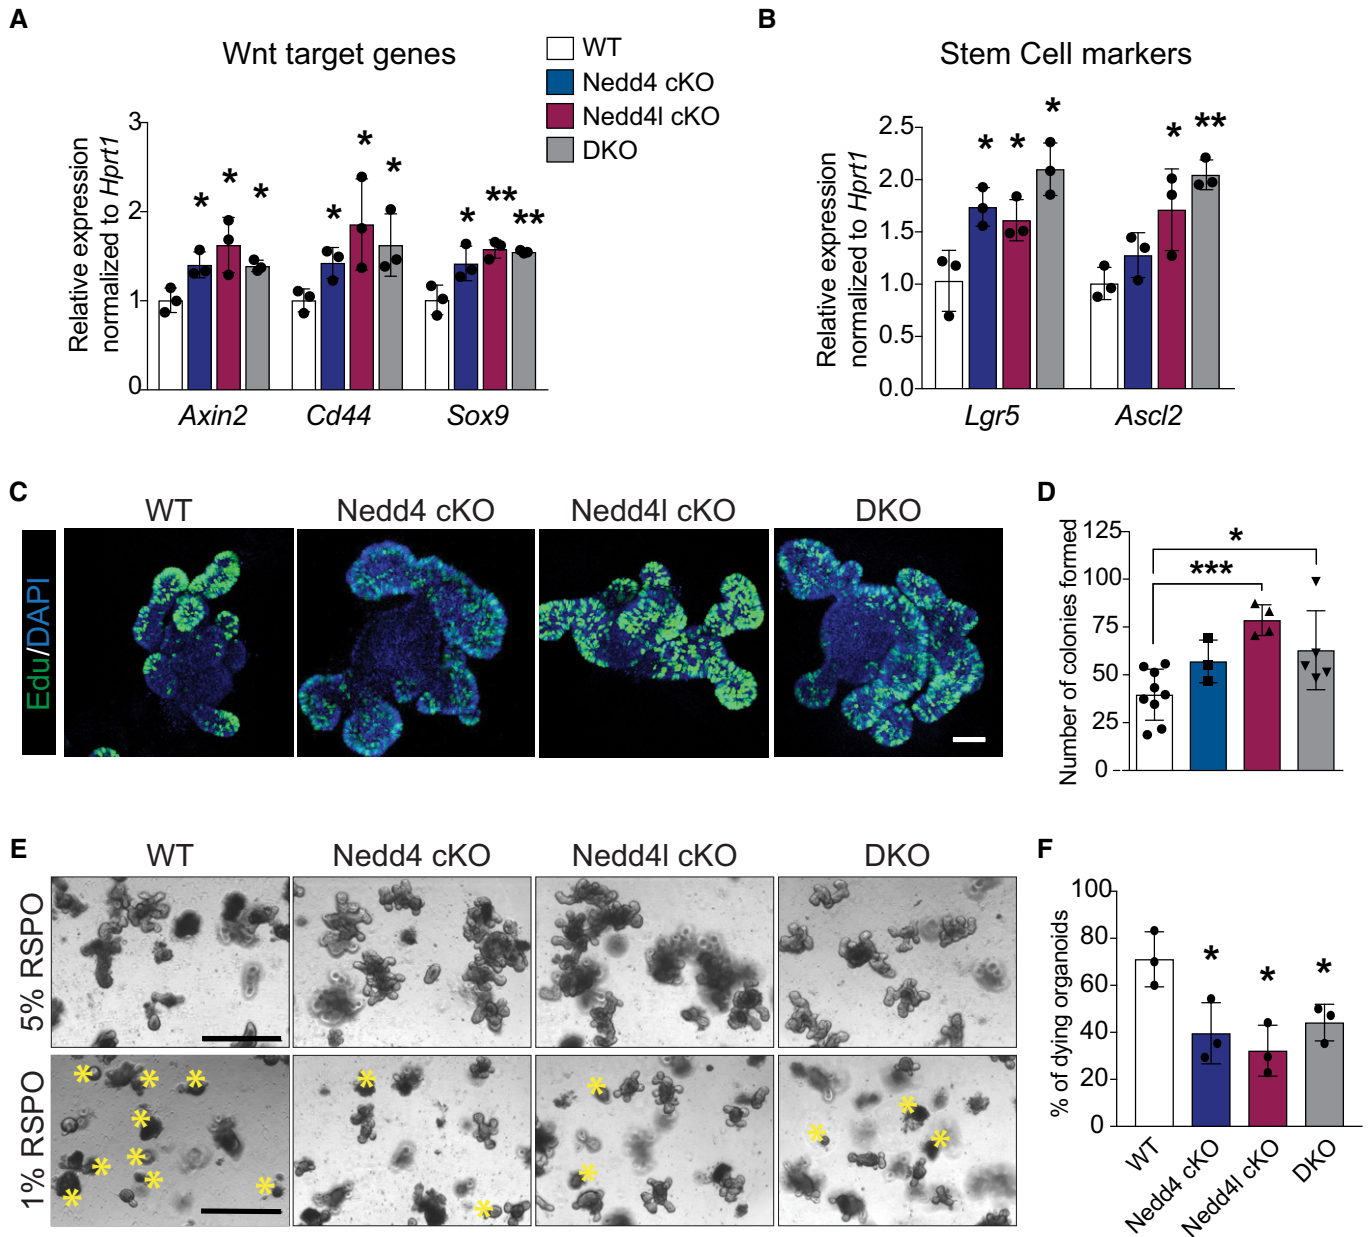 A
Wnt target genes
Relative expression
normalized to Hprt1
3
2
1
0
* * *
* * *
* ** **
Axin2 Cd44 Sox9
WT
Nedd4 cKO
Nedd4l cKO
DKO
B
Stem Cell markers
Relative expression
normalized to Hprt1
2.5
2.0
1.5
1.0
0.5
0.0
* * *
* **
Lgr5 Ascl2
C
WT Nedd4 cKO Nedd4l cKO DKO
Edu/DAPI
D
Number of colonies formed
125
100
75
50
25
0
*
***
E
WT Nedd4 cKO Nedd4l cKO DKO
5% RSPO
1% RSPO
F
% of dying organoids
100
80
60
40
20
0
* * *
WT Nedd4 cKO Nedd4l cKO DKO